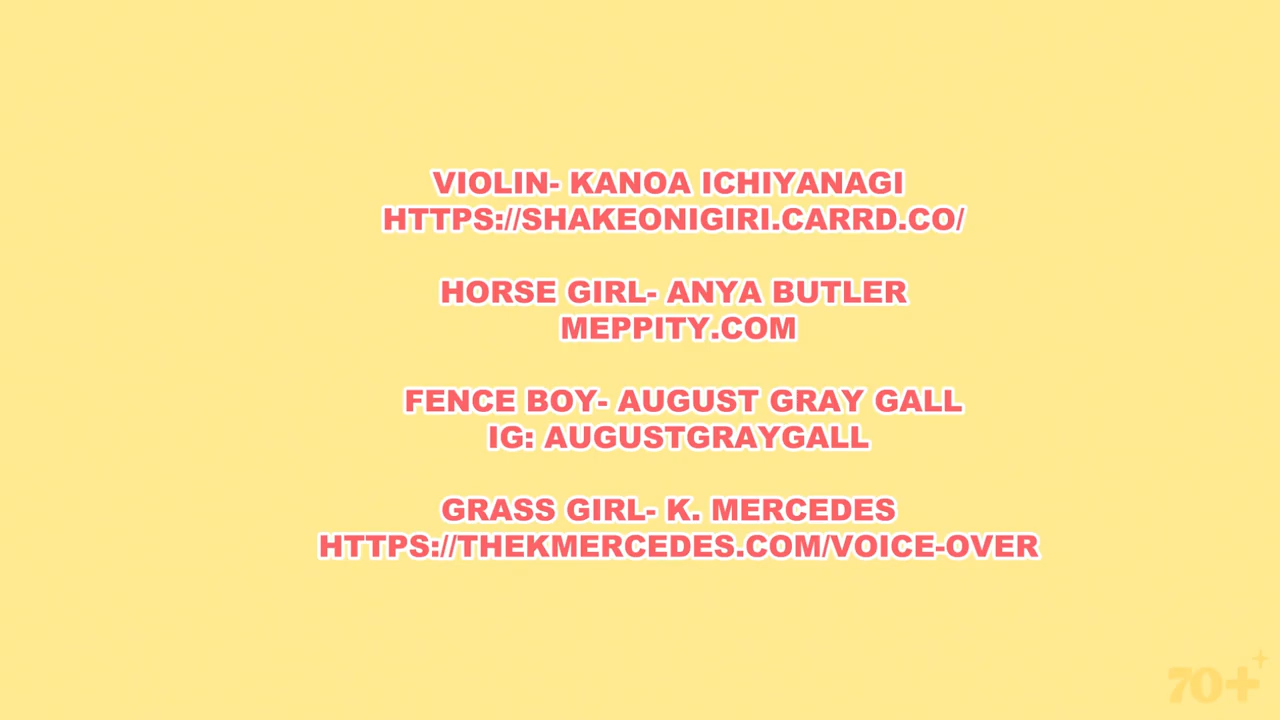 VIOLIN- KANOA ICHIYANAGI
HTTPS://SHAKEONIGIRI.CARRD.CO/
HORSE GIRL- ANYA BUTLER
MEPPITY.COM
FENCE BOY- AUGUST GRAY GALL
IG: AUGUSTGRAYGALL
GRASS GIRL- K. MERCEDES
HTTPS://THEKMERCEDES.COM/VOICE-OVER
70+